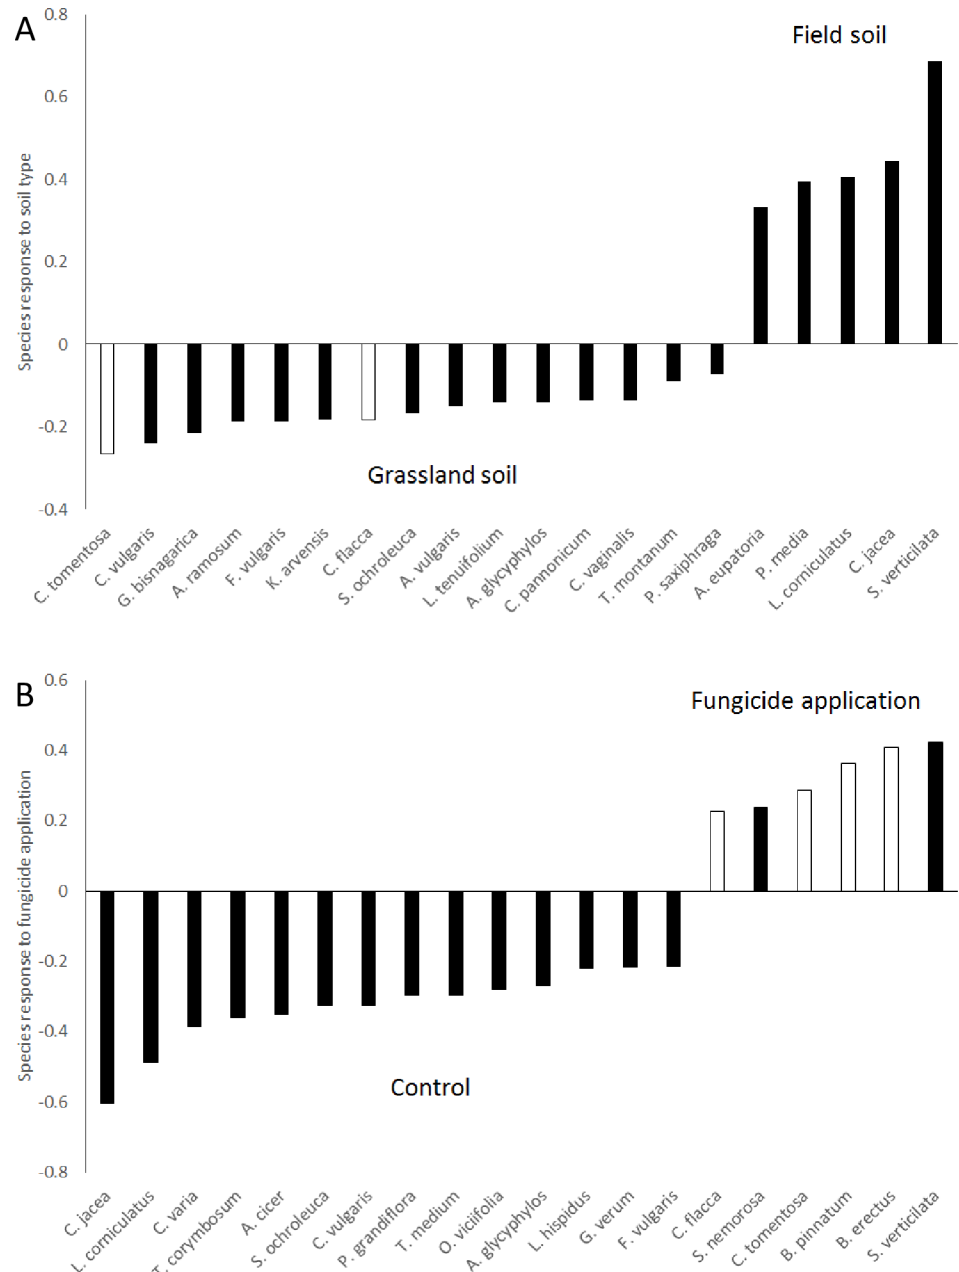 A
0.8
Field soil
0.6
0.4
0.2
0
-0.2
-0.4
Species response to soil type
Grassland soil
C. tomentosa
C. vulgaris
G. bisnagarica
A. ramosum
F. vulgaris
K. arvensis
C. flacca
S. ochroleuca
A. vulgaris
L. tenuifolium
A. glycyphylos
C. pannonicum
C. vaginalis
T. montanum
P. saxiphraga
A. eupatoria
P. media
L. corniculatus
C. jacea
S. verticilata
B
0.6
Fungicide application
0.4
0.2
0
-0.2
-0.4
-0.6
-0.8
Species response to fungicide application
Control
C. jacea
L. corniculatus
C. varia
T. corymbosum
A. cicer
S. ochroleuca
C. vulgaris
P. grandiflora
T. medium
O. viciifolia
A. glycyphylos
L. hispidus
G. verum
F. vulgaris
C. flacca
S. nemorosa
C. tomentosa
B. pinnatum
B. erectus
S. verticilata